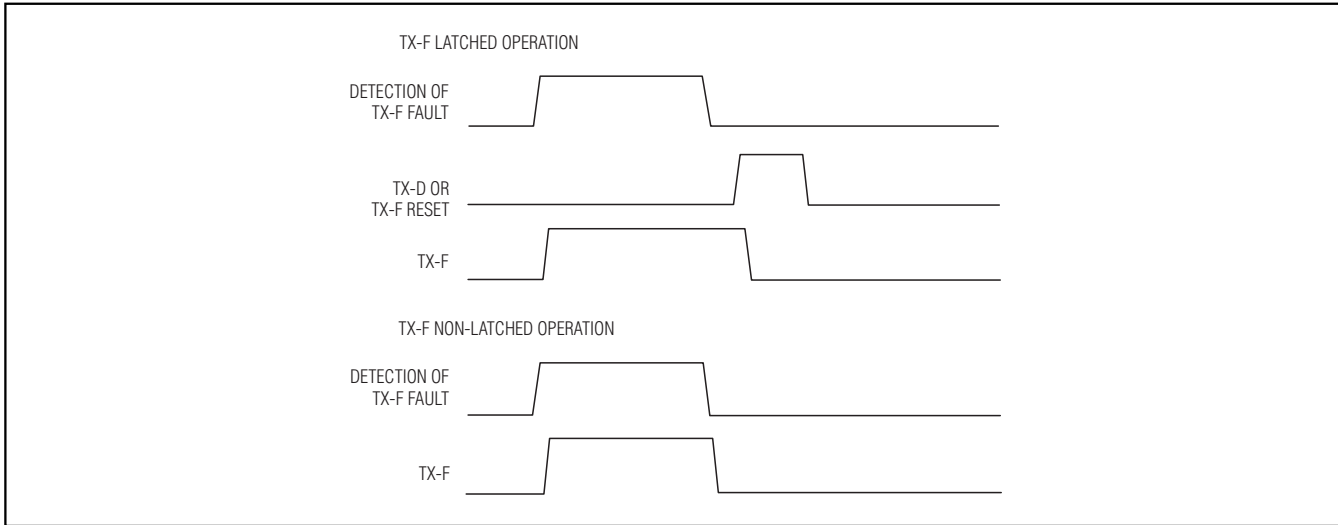 TX-F LATCHED OPERATION
DETECTION OF
TX-F FAULT
TX-D OR
TX-F RESET
TX-F
TX-F NON-LATCHED OPERATION
DETECTION OF
TX-F FAULT
TX-F